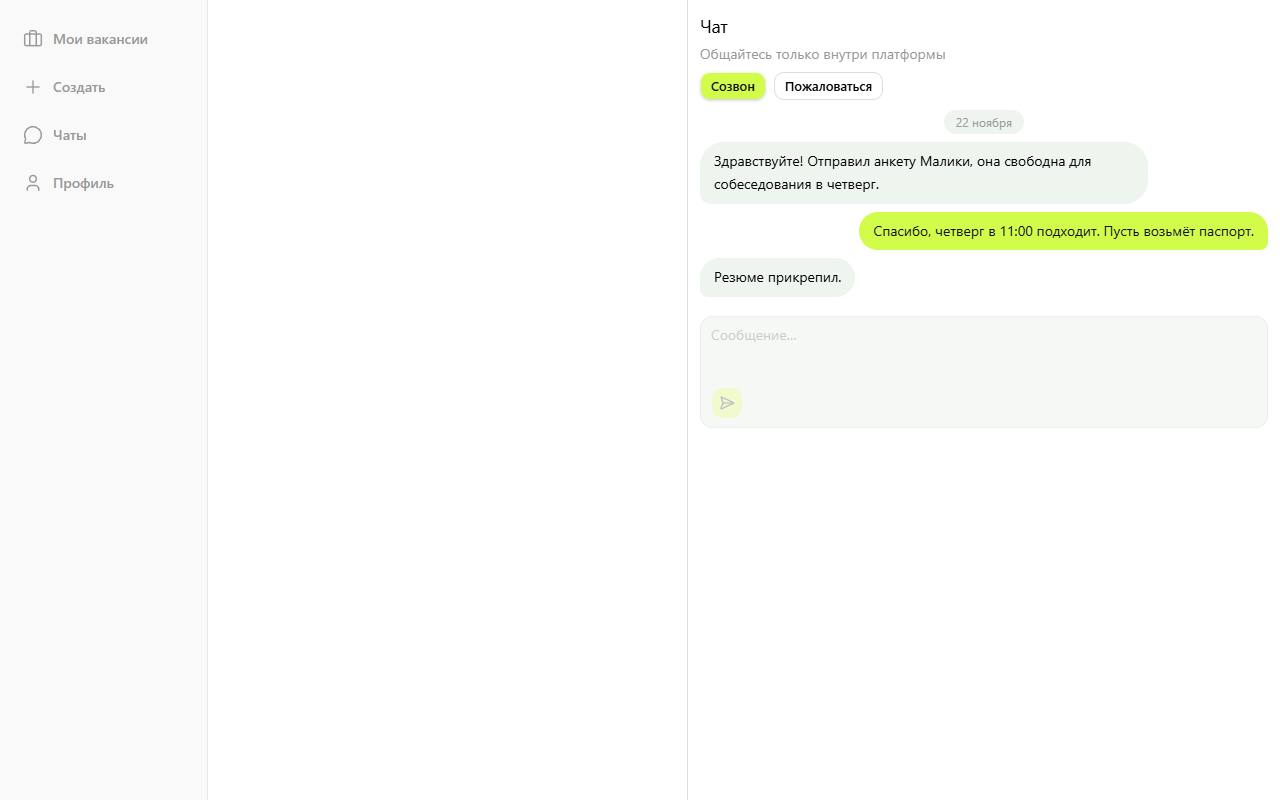 Мои вакансии
Создать
Чаты
Профиль
Чат
Общайтесь только внутри платформы
Созвон
Пожаловаться
22 ноября
Здравствуйте! Отправил анкету Малики, она свободна для
собеседования в четверг.
Спасибо, четверг в 11:00 подходит. Пусть возьмёт паспорт.
Резюме прикрепил.
Сообщение...